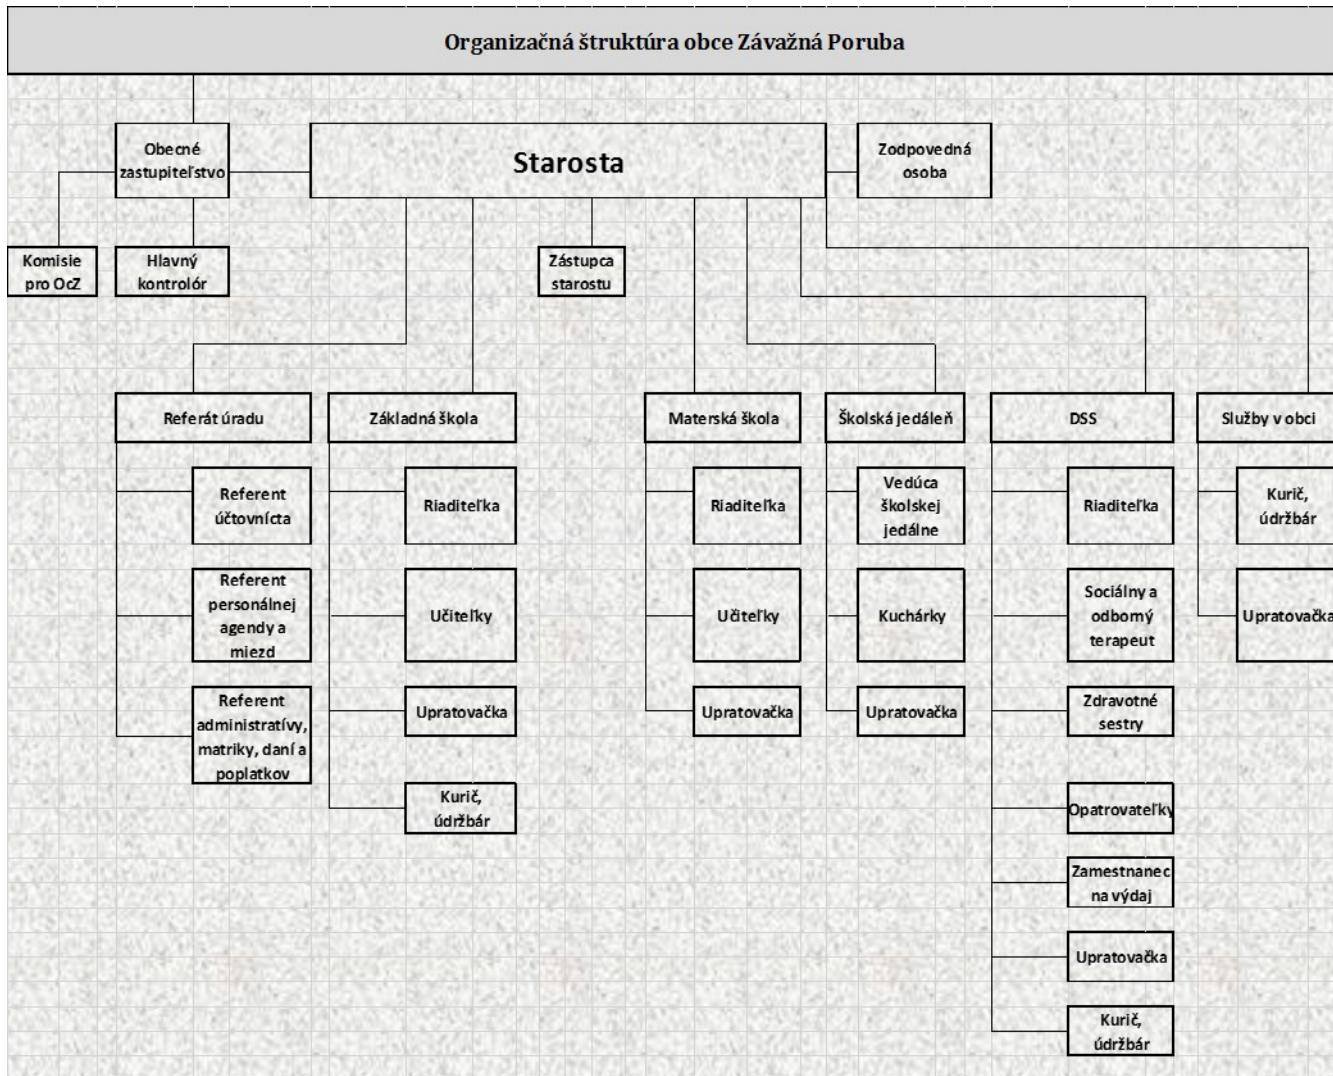 Organizačná štruktúra obce Závažná Poruba
Obecné
zastupiteľstvo
Starosta
Zodpovedná
osoba
Komisie
pro OcZ
Hlavný
kontrolór
Zástupca
starostu
Referát úradu
Základná škola
Materská škola
Školská jedáleň
DSS
Služby v obci
Referent
účtovnícta
Referent
personálnej
agendy a
miezd
Referent
administratívy,
matriky, daní a
poplatkov
Riaditeľka
Učiteľky
Upratovačka
Kurič,
údržbár
Riaditeľka
Učiteľky
Upratovačka
Vedúca
školskej
jedálne
Kuchárky
Upratovačka
Riaditeľka
Sociálny a
odborný
terapeut
Zdravotné
sestry
Opatrovateľky
Zamestnanec
na výdaj
Upratovačka
Kurič,
údržbár
Kurič,
údržbár
Upratovačka